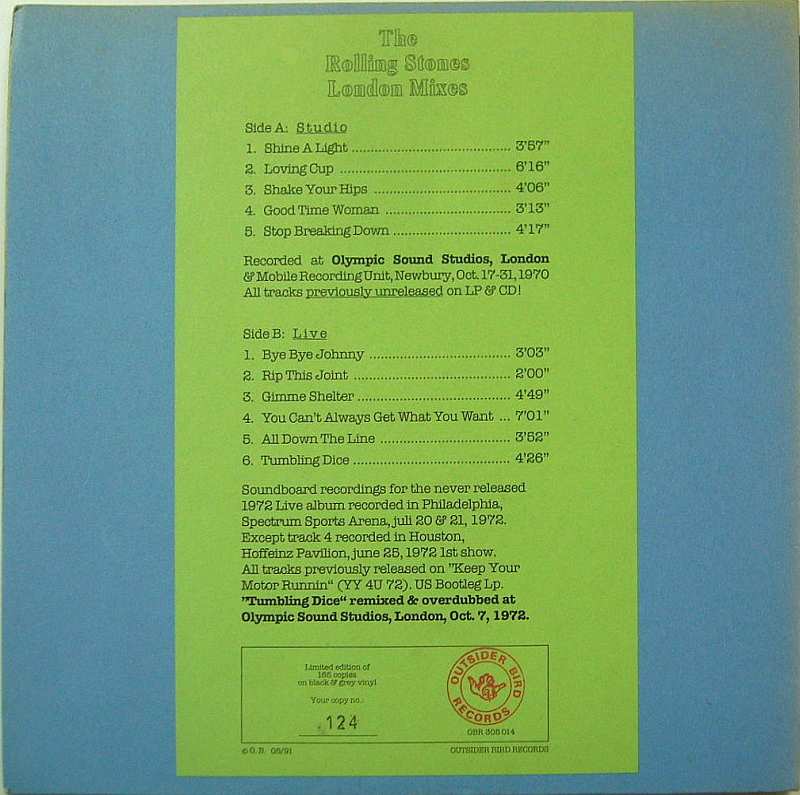 The
Rolling Stones
London Mixes
Side A: Studio
1. Shine A Light ......................................... 3'57"
2. Loving Cup ............................................ 6'16"
3. Shake Your Hips .................................... 4'06"
4. Good Time Woman ................................. 3'13"
5. Stop Breaking Down ............................... 4'17"
Recorded at Olympic Sound Studios, London
& Mobile Recording Unit, Newbury, Oct. 17-31, 1970
All tracks previously unreleased on LP & CD!
Side B: Live
1. Bye Bye Johnny ..................................... 3'03"
2. Rip This Joint ......................................... 2'00"
3. Gimme Shelter ........................................ 4'49"
4. You Can't Always Get What You Want ... 7'01"
5. All Down The Line .................................. 3'52"
6. Tumbling Dice ......................................... 4'26"
Soundboard recordings for the never released
1972 Live album recorded in Philadelphia,
Spectrum Sports Arena, juli 20 & 21, 1972.
Except track 4 recorded in Houston,
Hoffeinz Pavilion, june 25, 1972 1st show.
All tracks previously released on "Keep Your
Motor Runnin" (YY 4U 72). US Bootleg Lp.
"Tumbling Dice" remixed & overdubbed at
Olympic Sound Studios, London, Oct. 7, 1972.
Limited edition of
165 copies
on black & grey vinyl
Your copy no.:
124
OUTSIDER BIRD
RECORDS
OBR 305 014
© O. B. 05/91
OUTSIDER BIRD RECORDS